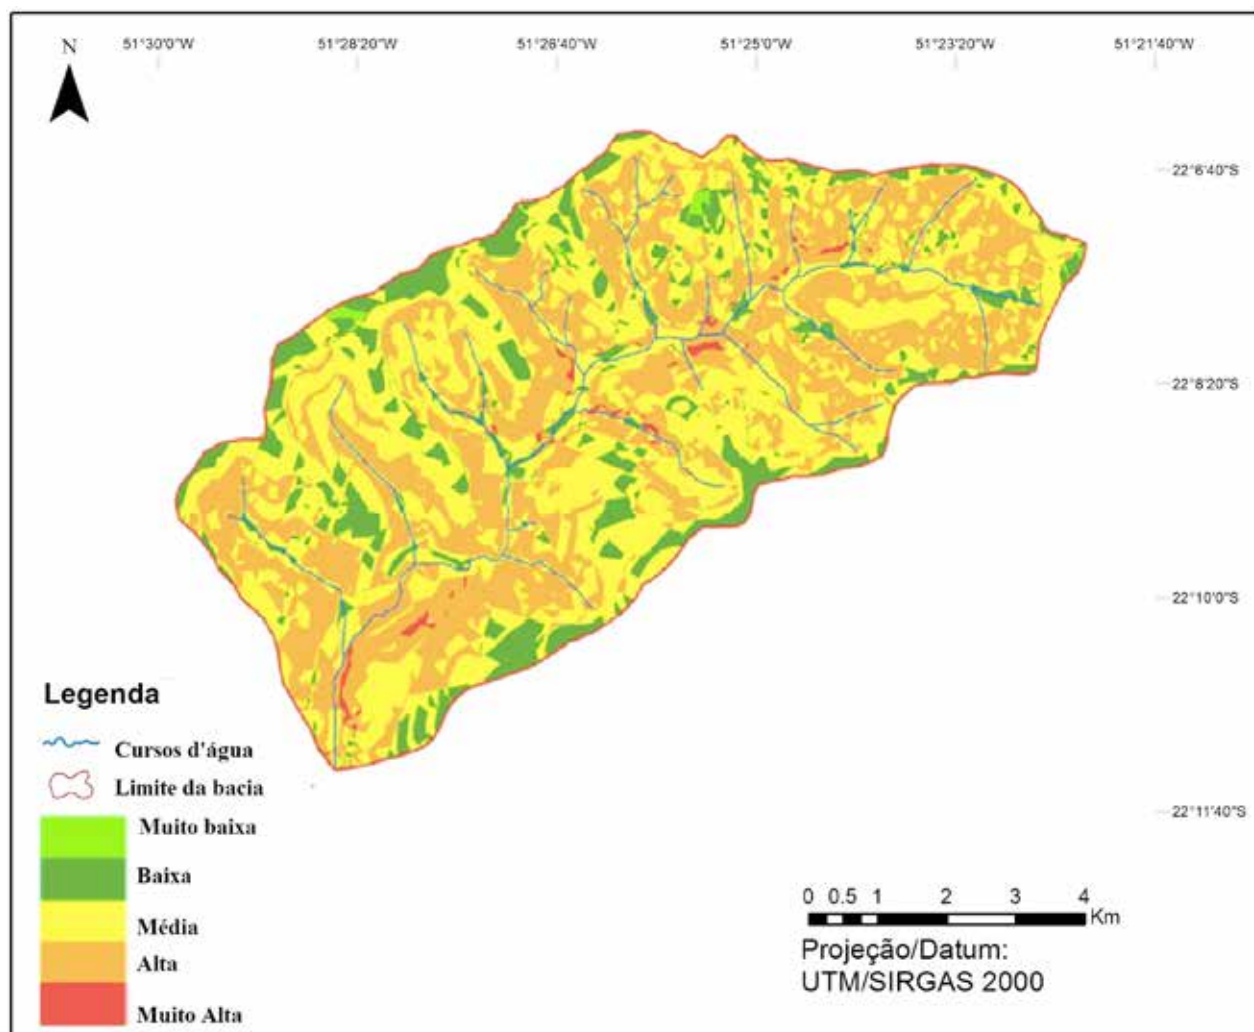 N
51°30'0"W 51°28'20"W 51°26'40"W 51°25'0"W 51°23'20"W 51°21'40"W
22°6'40"S
22°8'20"S
22°10'0"S
22°11'40"S
Legenda
Cursos d'água
Limite da bacia
Muito baixa
Baixa
Média
Alta
Muito Alta
0 0.5 1 2 3 4
Km
Projeção/Datum:
UTM/SIRGAS 2000